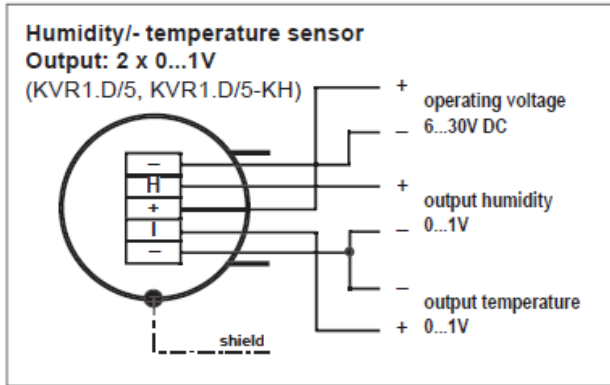 Humidity/- temperature sensor
Output: 2 x 0...1V
(KVR1.D/5, KVR1.D/5-KH)
+
operating voltage
6...30V DC
–
–
H
+
I
–
+
output humidity
0...1V
–
–
output temperature
0...1V
+
shield